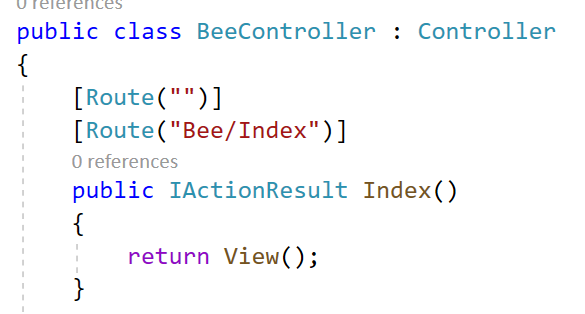 0 references
public class BeeController : Controller
{
[Route("")]
[Route("Bee/Index")]
0 references
public IActionResult Index()
{
return View();
}